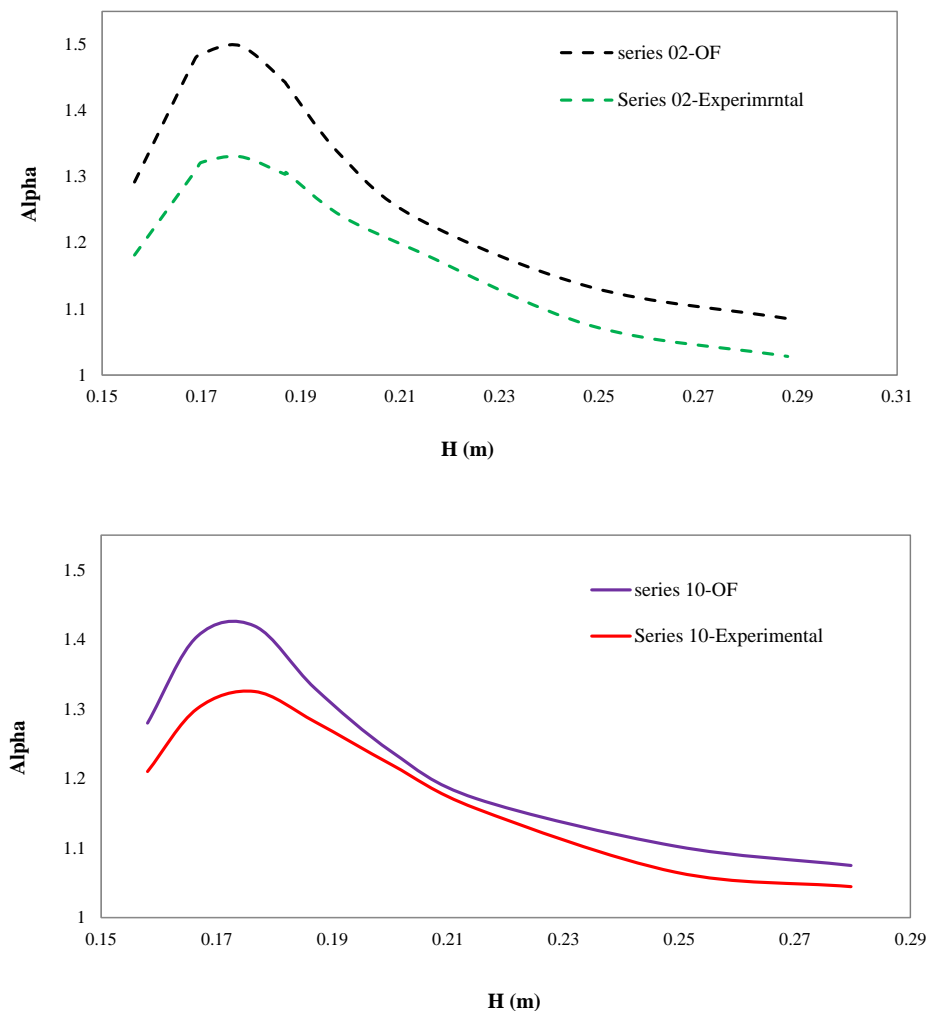 1.5
1.4
1.3
1.2
1.1
1
Alpha
series 02-OF
Series 02-Experimrntal
0.15 0.17 0.19 0.21 0.23 0.25 0.27 0.29 0.31
H (m)
1.5
1.4
1.3
1.2
1.1
1
Alpha
series 10-OF
Series 10-Experimental
0.15 0.17 0.19 0.21 0.23 0.25 0.27 0.29
H (m)